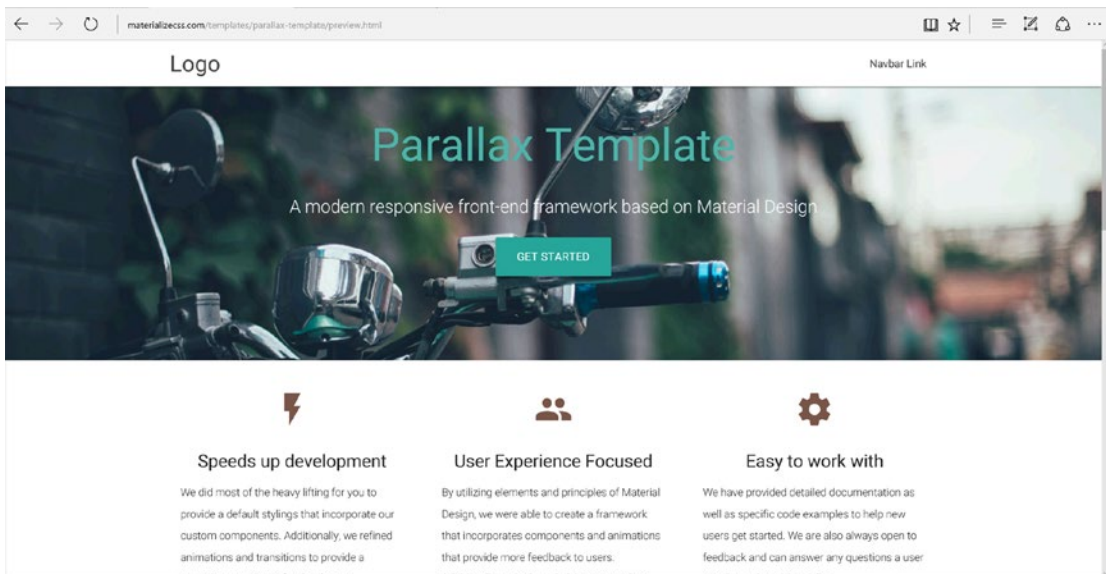 materializecss.com/templates/parallax-template/preview.html
Logo
Navbar Link
Parallax Template
A modern responsive front-end framework based on Material Design
GET STARTED
Speeds up development
User Experience Focused
Easy to work with
We did most of the heavy lifting for you to
provide a default stylings that incorporate our
custom components. Additionally, we refined
animations and transitions to provide a
By utilizing elements and principles of Material
Design, we were able to create a framework
that incorporates components and animations
that provide more feedback to users.
We have provided detailed documentation as
well as specific code examples to help new
users get started. We are also always open to
feedback and can answer any questions a user